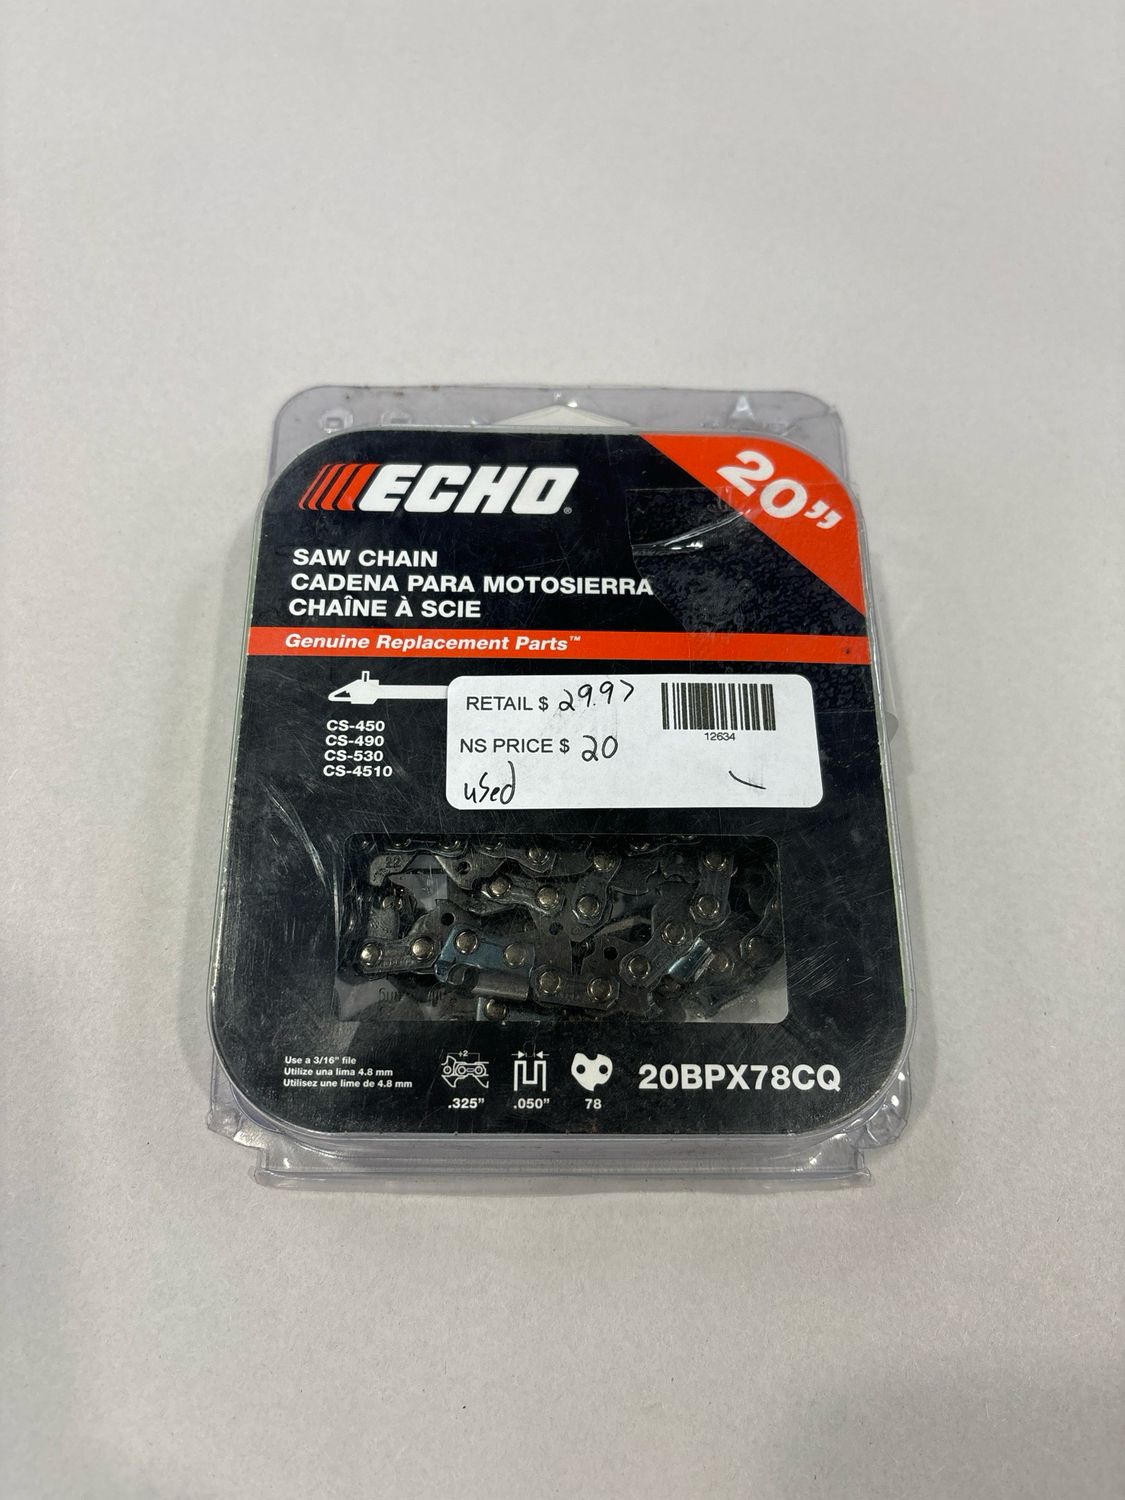 ECHO®
20”
SAW CHAIN
CADENA PARA MOTOSIERRA
CHAÎNE À SCIE
Genuine Replacement Parts™
CS-450
CS-490
CS-530
CS-4510
RETAIL $ 29.97
12634
NS PRICE $ 20
used
22
Use a 3/16" file
Utilize una lima 4.8 mm
Utilisez une lime de 4.8 mm
+2
.325" .050" 78
20BPX78CQ